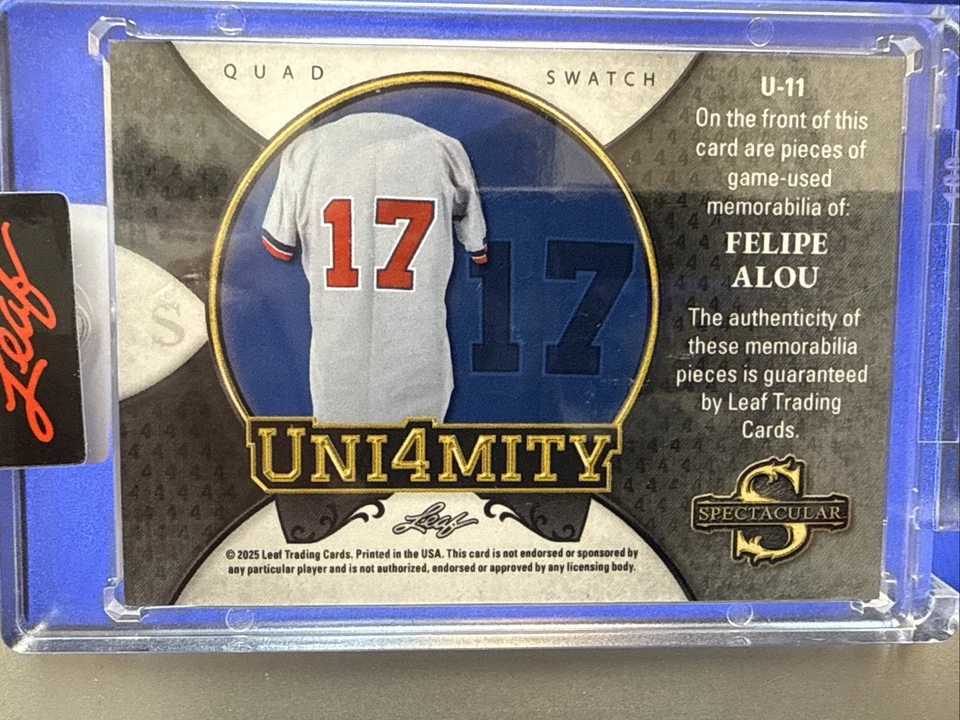 QUAD SWATCH
U-11
On the front of this
card are pieces of
game-used
memorabilia of:
FELIPE
ALOU
The authenticity of
these memorabilia
pieces is guaranteed
by Leaf Trading
Cards.
17
17
S
Leaf
UNI4MITY
Leaf
S
SPECTACULAR
© 2025 Leaf Trading Cards. Printed in the USA. This card is not endorsed or sponsored by
any particular player and is not authorized, endorsed or approved by any licensing body.